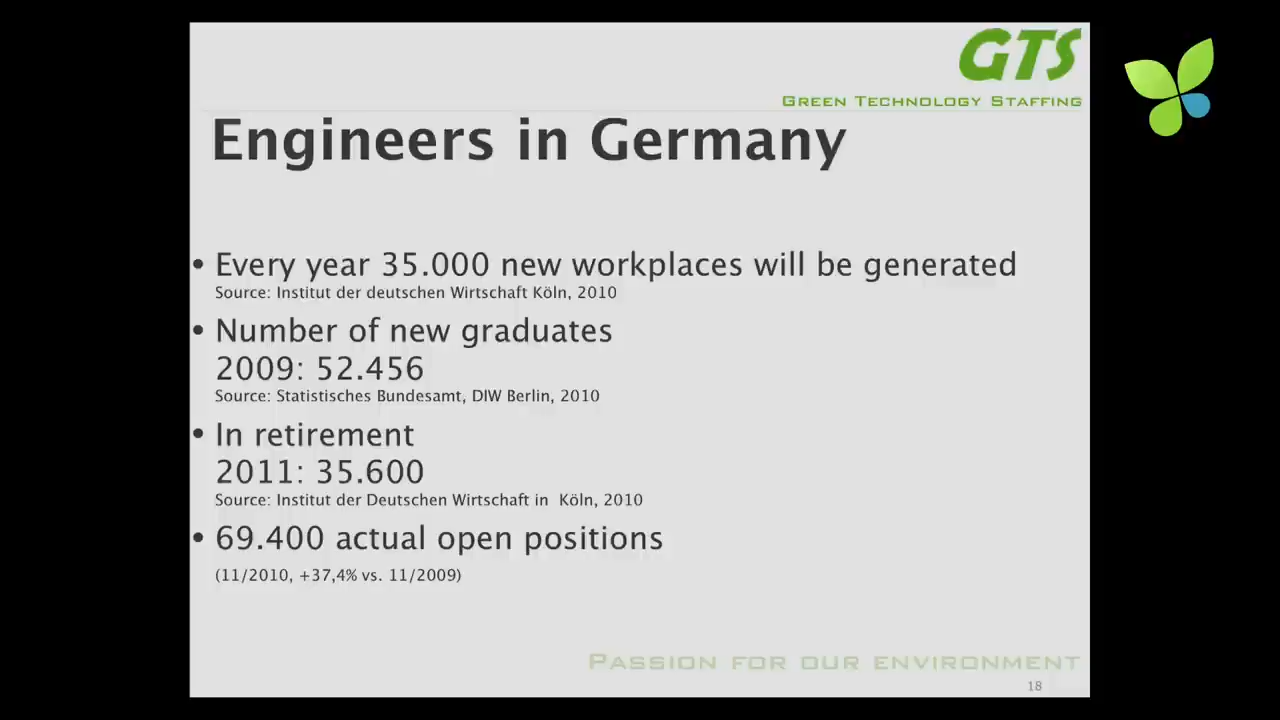 GTS
Green Technology Staffing
Engineers in Germany
• Every year 35.000 new workplaces will be generated
Source: Institut der deutschen Wirtschaft Köln, 2010
• Number of new graduates
2009: 52.456
Source: Statistisches Bundesamt, DIW Berlin, 2010
• In retirement
2011: 35.600
Source: Institut der Deutschen Wirtschaft in  Köln, 2010
• 69.400 actual open positions
(11/2010, +37,4% vs. 11/2009)
Passion for our environment
18